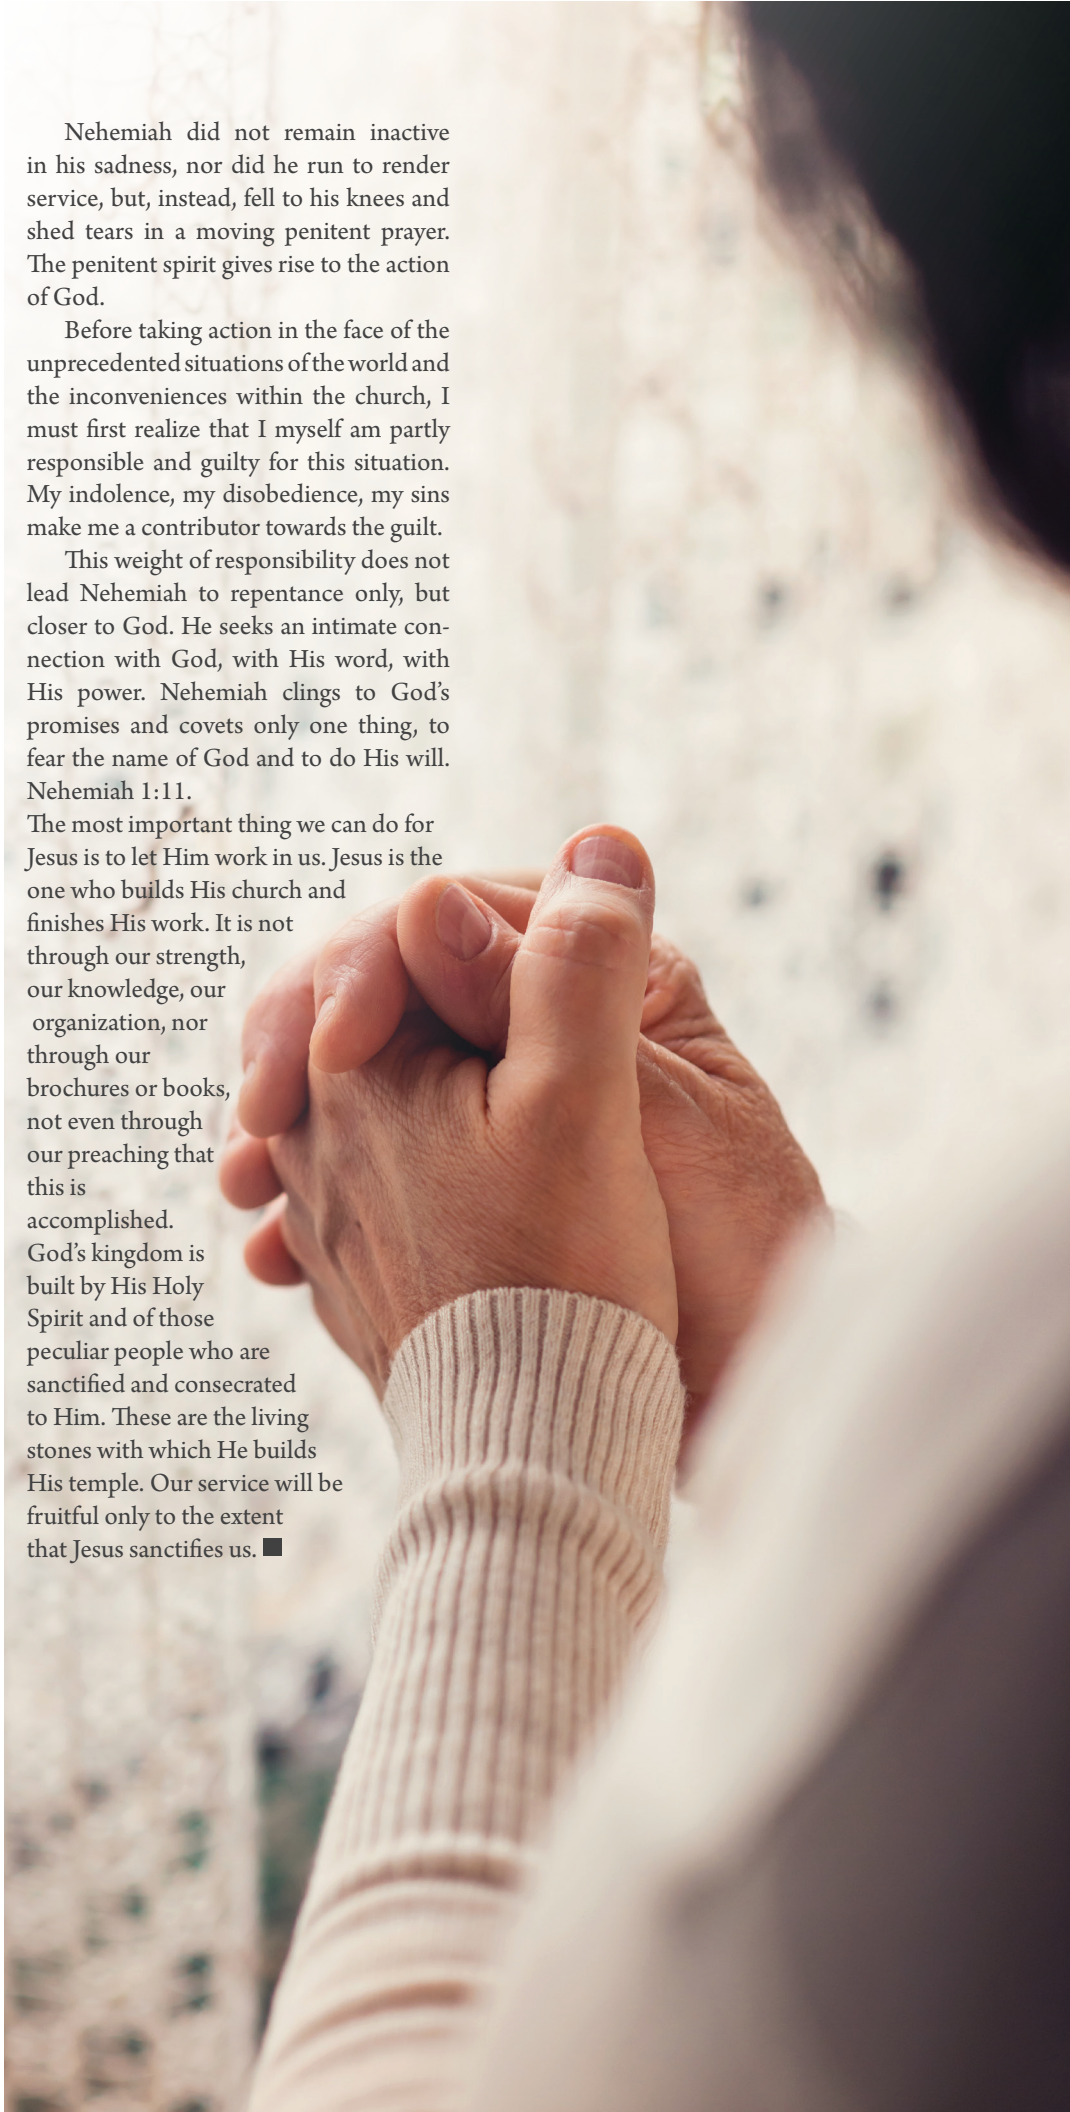 Nehemiah did not remain inactive
in his sadness, nor did he run to render
service, but, instead, fell to his knees and
shed tears in a moving penitent prayer.
The penitent spirit gives rise to the action
of God.
Before taking action in the face of the
unprecedented situations of the world and
the inconveniences within the church, I
must first realize that I myself am partly
responsible and guilty for this situation.
My indolence, my disobedience, my sins
make me a contributor towards the guilt.
This weight of responsibility does not
lead Nehemiah to repentance only, but
closer to God. He seeks an intimate con-
nection with God, with His word, with
His power. Nehemiah clings to God’s
promises and covets only one thing, to
fear the name of God and to do His will.
Nehemiah 1:11.
The most important thing we can do for
Jesus is to let Him work in us. Jesus is the
one who builds His church and
finishes His work. It is not
through our strength,
our knowledge, our
organization, nor
through our
brochures or books,
not even through
our preaching that
this is
accomplished.
God’s kingdom is
built by His Holy
Spirit and of those
peculiar people who are
sanctified and consecrated
to Him. These are the living
stones with which He builds
His temple. Our service will be
fruitful only to the extent
that Jesus sanctifies us. ■